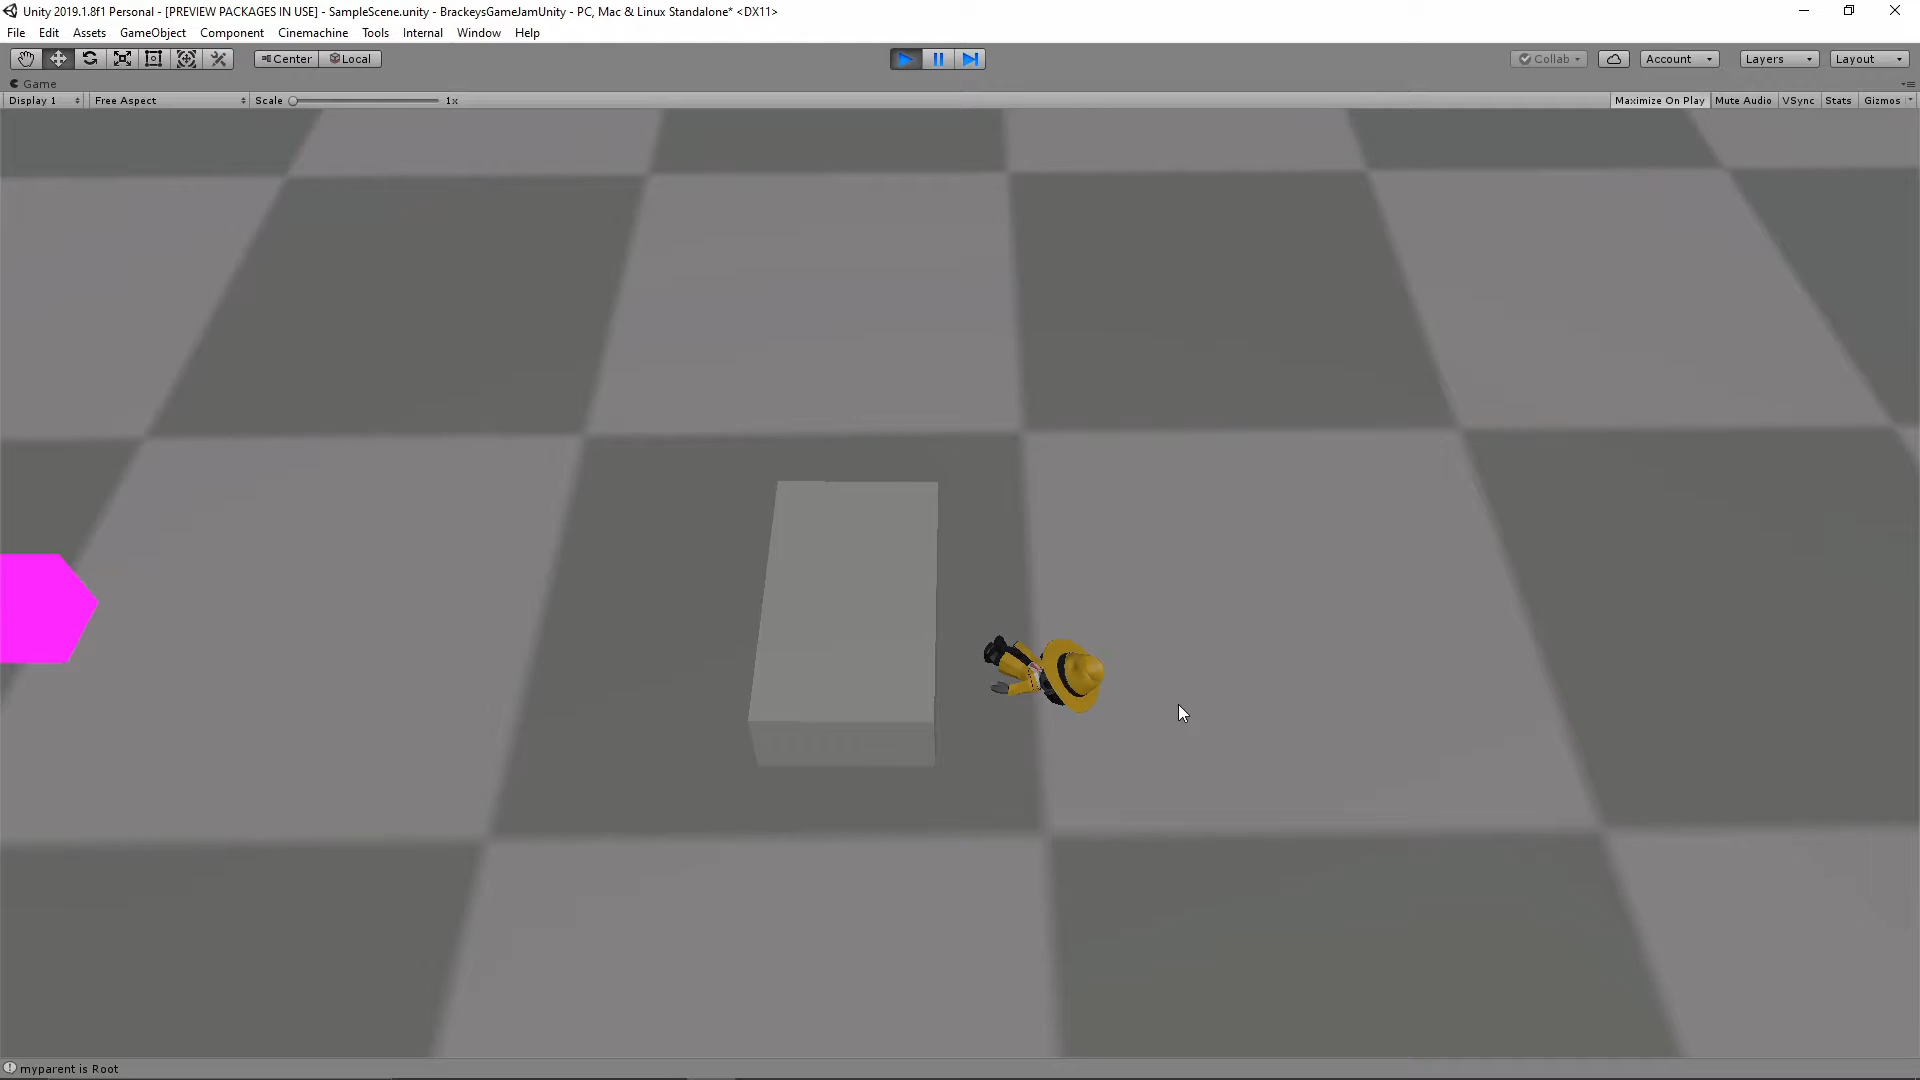 Unity 2019.1.8f1 Personal - [PREVIEW PACKAGES IN USE] - SampleScene.unity - BrackeysGameJamUnity - PC, Mac & Linux Standalone* <DX11>
File Edit Assets GameObject Component Cinemachine Tools Internal Window Help
Center Local Collab Account Layers Layout
Game
Display 1 Free Aspect Scale 1x Maximize On Play Mute Audio VSync Stats Gizmos
myparent is Root